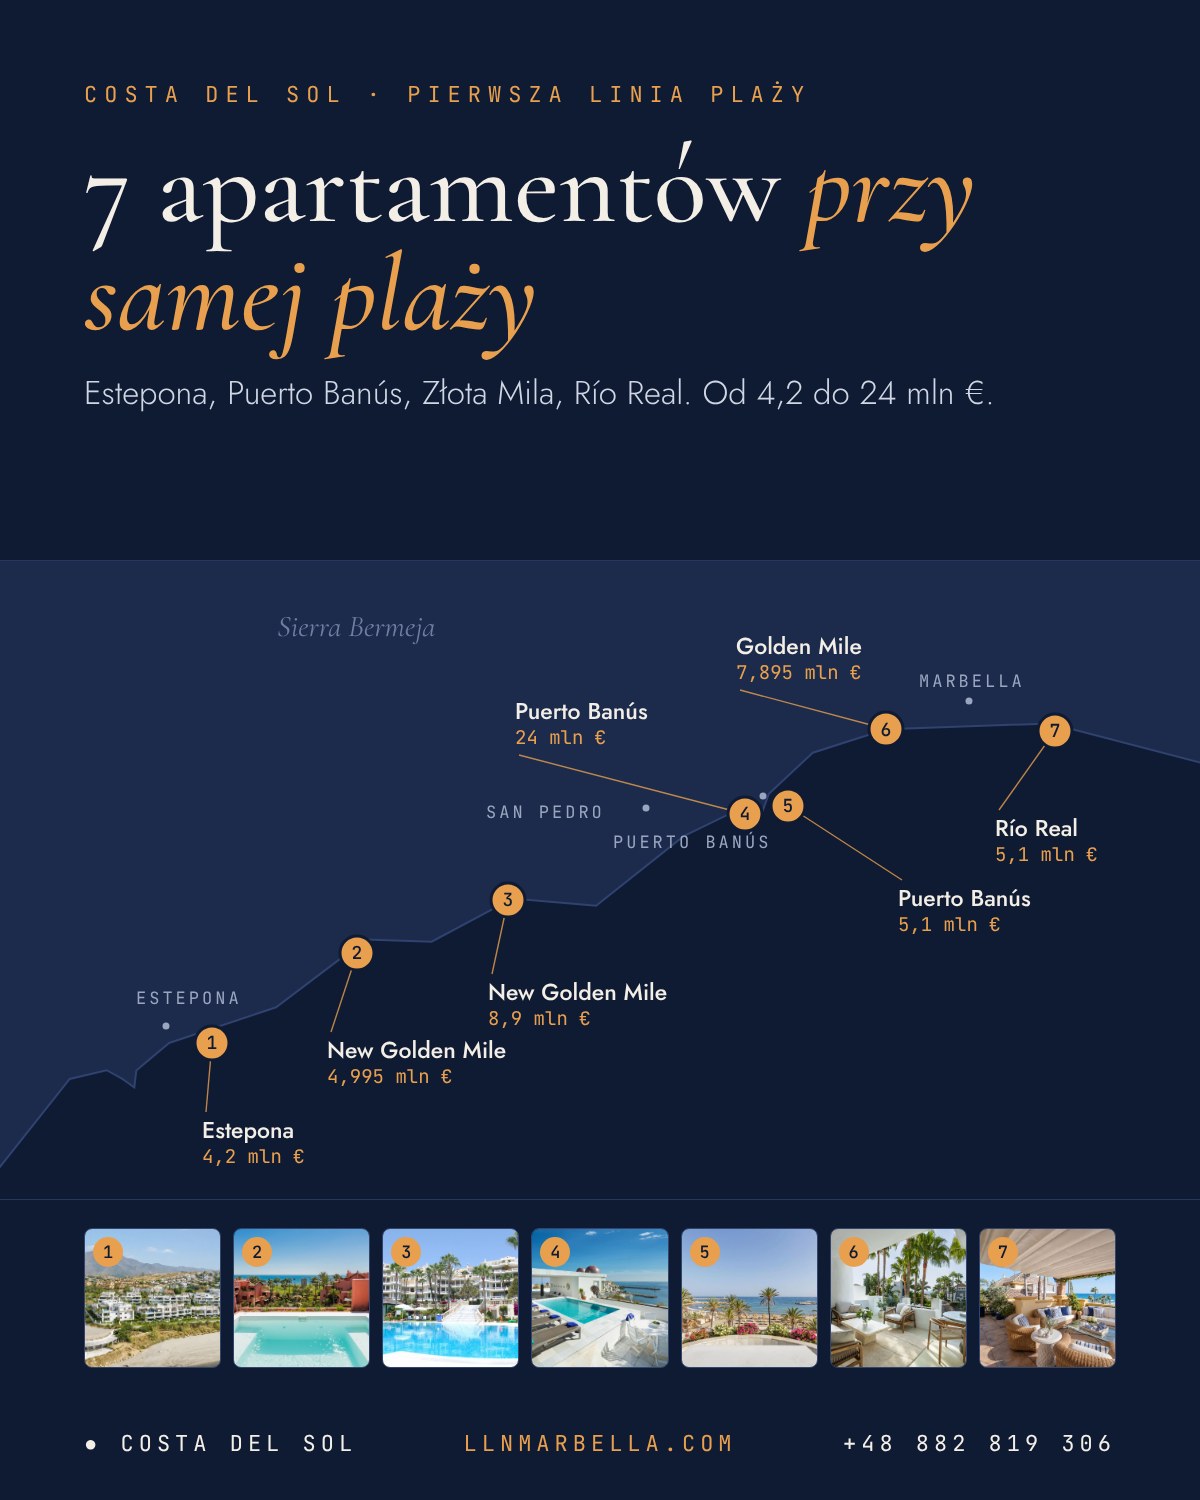 COSTA DEL SOL · PIERWSZA LINIA PLAŻY
7 apartamentów przy
samej plaży
Estepona, Puerto Banús, Złota Mila, Río Real. Od 4,2 do 24 mln €.
Sierra Bermeja
Golden Mile
7,895 mln €
MARBELLA
Puerto Banús
24 mln €
6
7
SAN PEDRO
4
5
PUERTO BANÚS
Río Real
5,1 mln €
Puerto Banús
5,1 mln €
3
2
New Golden Mile
8,9 mln €
ESTEPONA
1
New Golden Mile
4,995 mln €
Estepona
4,2 mln €
1 2 3 4 5 6 7
• COSTA DEL SOL LLNMARBELLA.COM +48 882 819 306